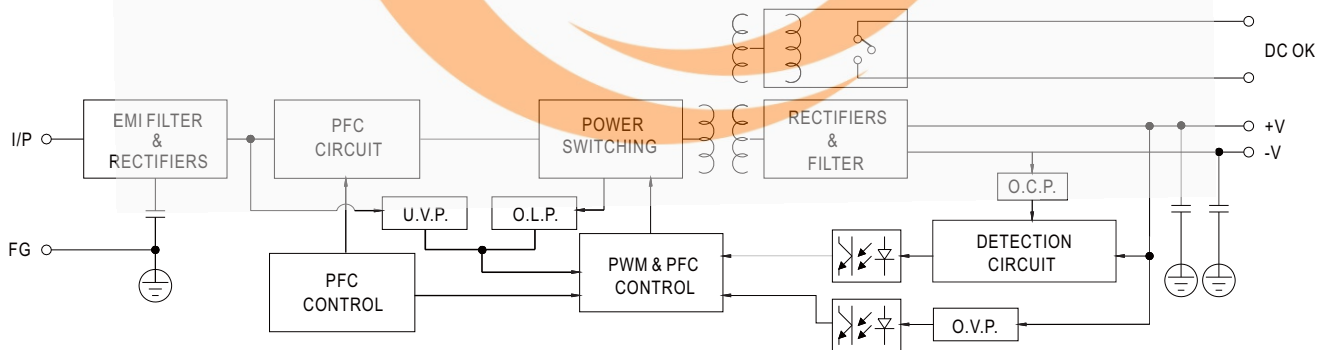 DC OK
I/P
EMI FILTER
&
RECTIFIERS
PFC
CIRCUIT
POWER
SWITCHING
RECTIFIERS
&
FILTER
+V
-V
O.C.P.
U.V.P.
O.L.P.
FG
PFC
CONTROL
PWM & PFC
CONTROL
DETECTION
CIRCUIT
O.V.P.